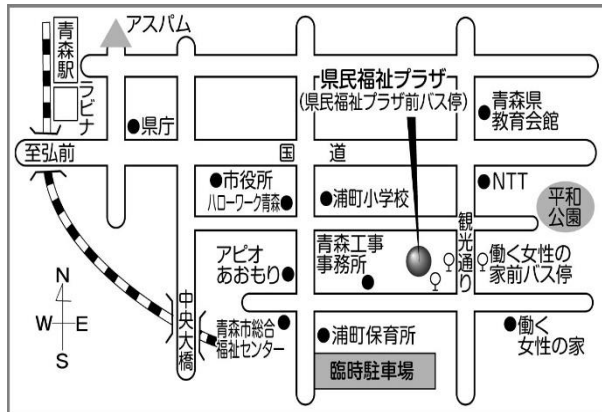 アスパム
青森駅
ラビナ
県庁
県民福祉プラザ
(県民福祉プラザ前バス停)
青森県
教育会館
至弘前
国道
市役所
ハローワーク青森
浦町小学校
NTT
平和
公園
観光通り
アピオ
あおもり
青森工事
事務所
働く女性の
家前バス停
N
W E
S
中央大橋
青森市総合
福祉センター
浦町保育所
働く
女性の家
臨時駐車場